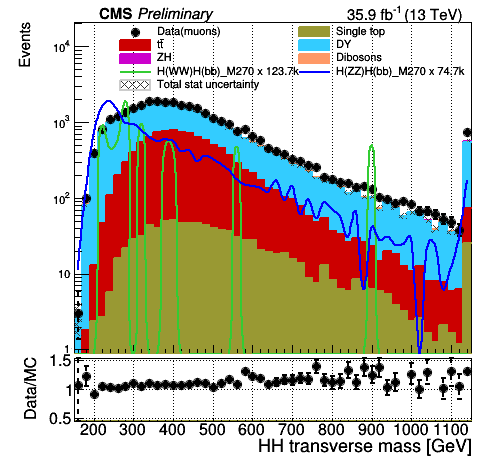 CMS Preliminary 35.9 fb⁻¹ (13 TeV)
Events
Data(muons) Single top
tt̄ DY
ZH Dibosons
H(WW)H(bb)_M270 x 123.7k H(ZZ)H(bb)_M270 x 74.7k
Total stat uncertainty
10⁴
10³
10²
10
1
Data/MC
1.5
1.0
0.5
200 300 400 500 600 700 800 900 1000 1100
HH transverse mass [GeV]